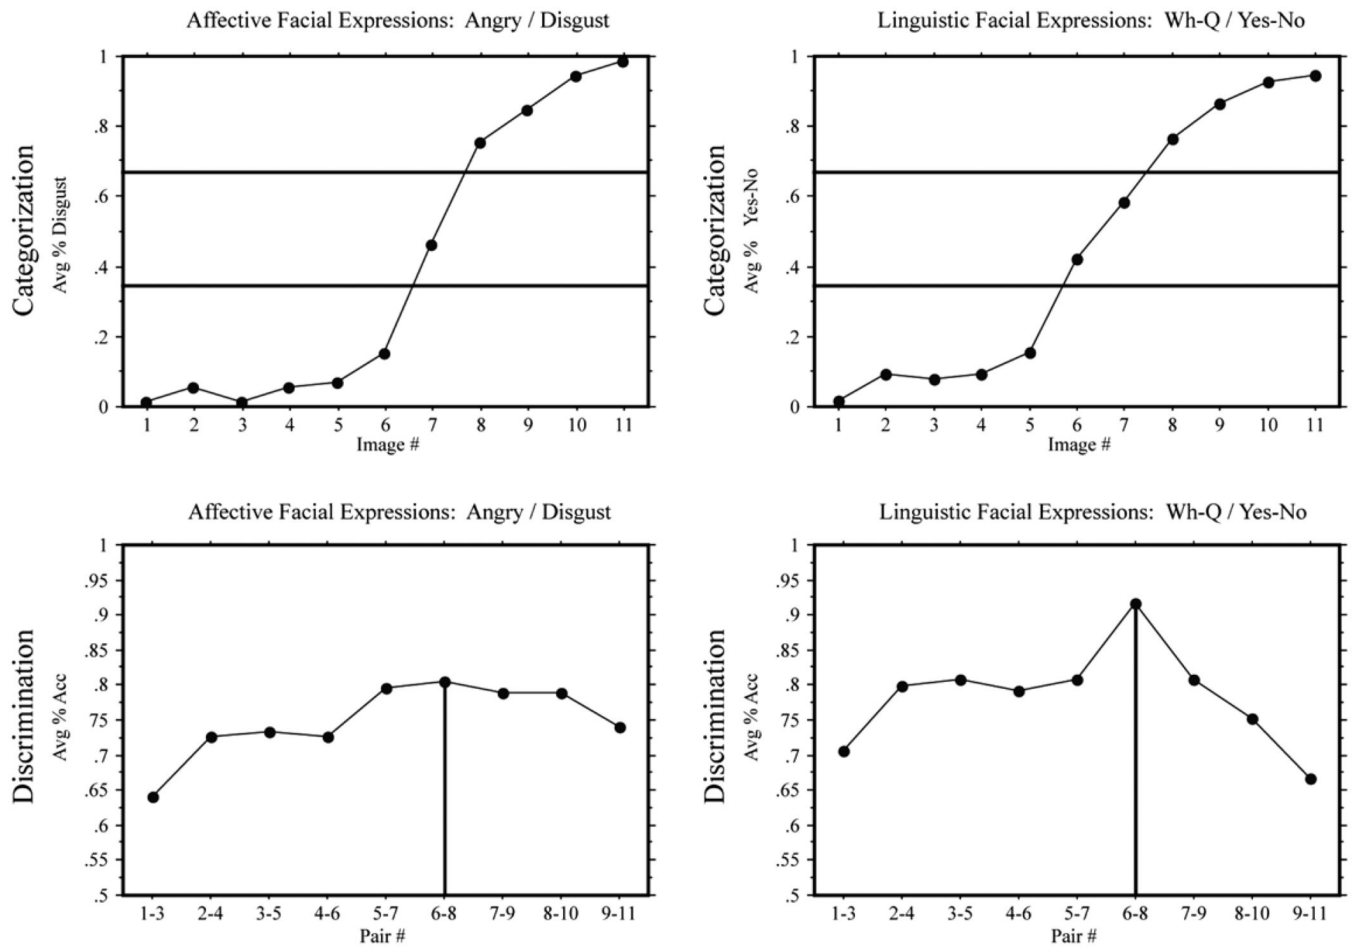 Affective Facial Expressions: Angry / Disgust
Categorization
Avg % Disgust
1
.8
.6
.4
.2
0
1 2 3 4 5 6 7 8 9 10 11
Image #
Linguistic Facial Expressions: Wh-Q / Yes-No
Categorization
Avg % Yes-No
1
.8
.6
.4
.2
0
1 2 3 4 5 6 7 8 9 10 11
Image #
Affective Facial Expressions: Angry / Disgust
Discrimination
Avg % Acc
1
.95
.9
.85
.8
.75
.7
.65
.6
.55
.5
1-3 2-4 3-5 4-6 5-7 6-8 7-9 8-10 9-11
Pair #
Linguistic Facial Expressions: Wh-Q / Yes-No
Discrimination
Avg % Acc
1
.95
.9
.85
.8
.75
.7
.65
.6
.55
.5
1-3 2-4 3-5 4-6 5-7 6-8 7-9 8-10 9-11
Pair #